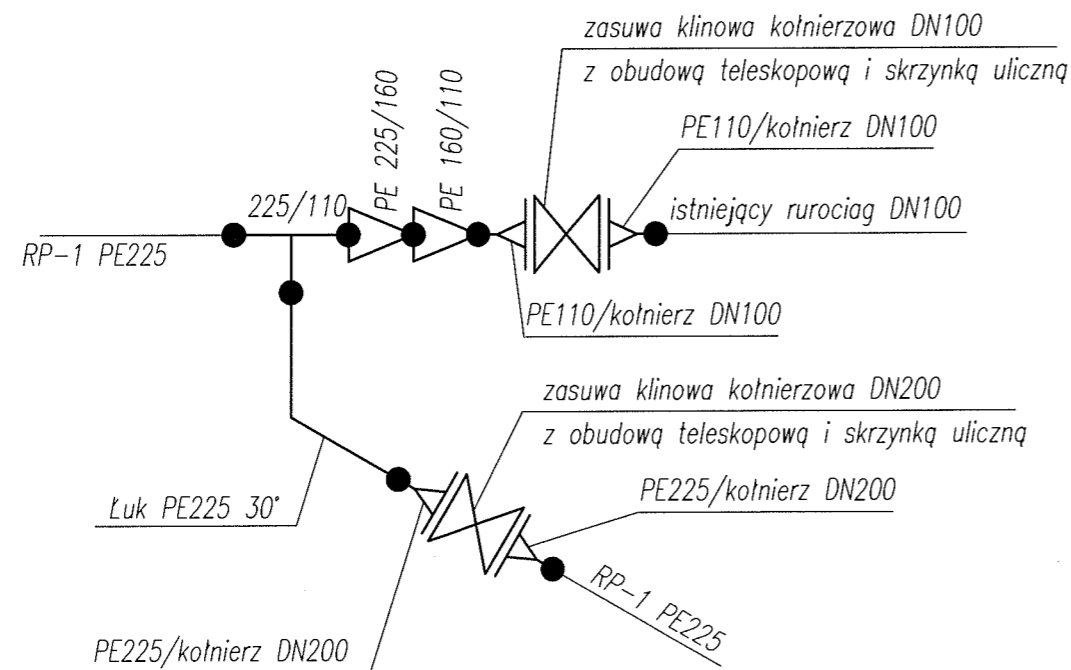 zasuwa klinowa kołnierzowa DN100
z obudową teleskopową i skrzynką uliczną
PE 225/160
PE 160/110
PE110/kołnierz DN100
225/110
istniejący rurociąg DN100
RP-1 PE225
PE110/kołnierz DN100
zasuwa klinowa kołnierzowa DN200
z obudową teleskopową i skrzynką uliczną
PE225/kołnierz DN200
Łuk PE225 30°
RP-1 PE225
PE225/kołnierz DN200